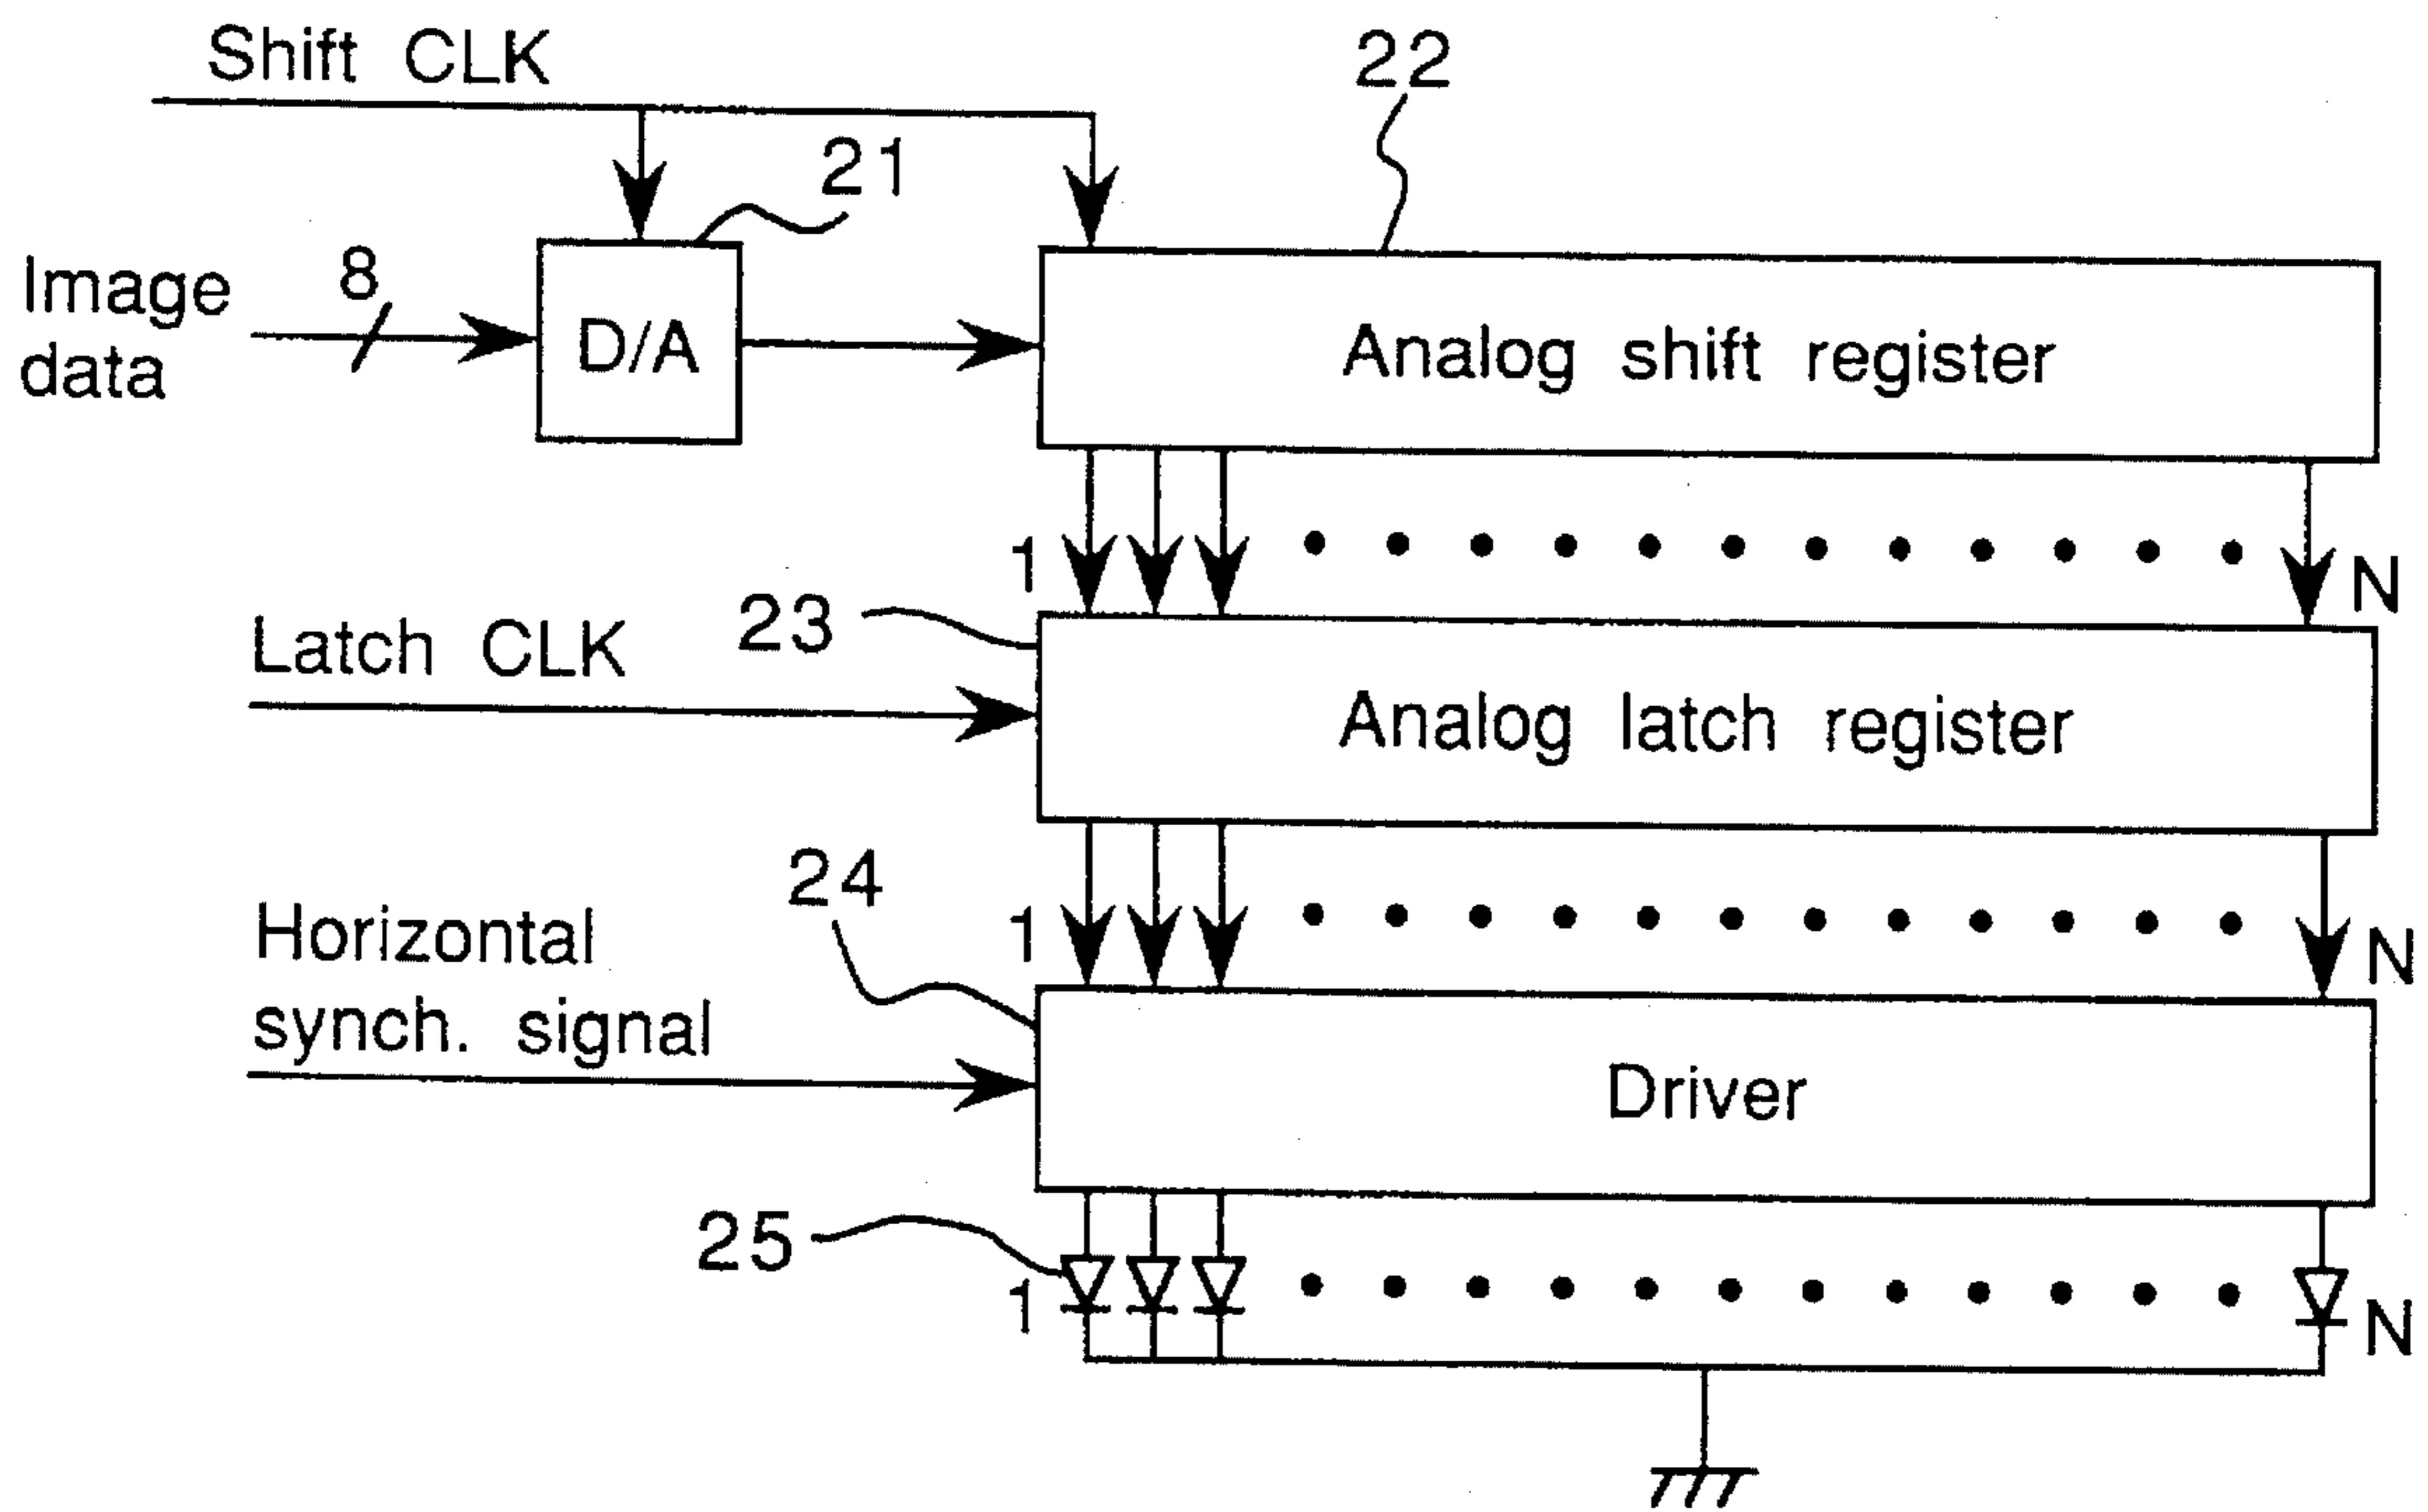 Shift CLK
22
21
Image
data
8
D/A
Analog shift register
1
N
23
Latch CLK
Analog latch register
1
N
24
Horizontal
synch. signal
Driver
25
1
N